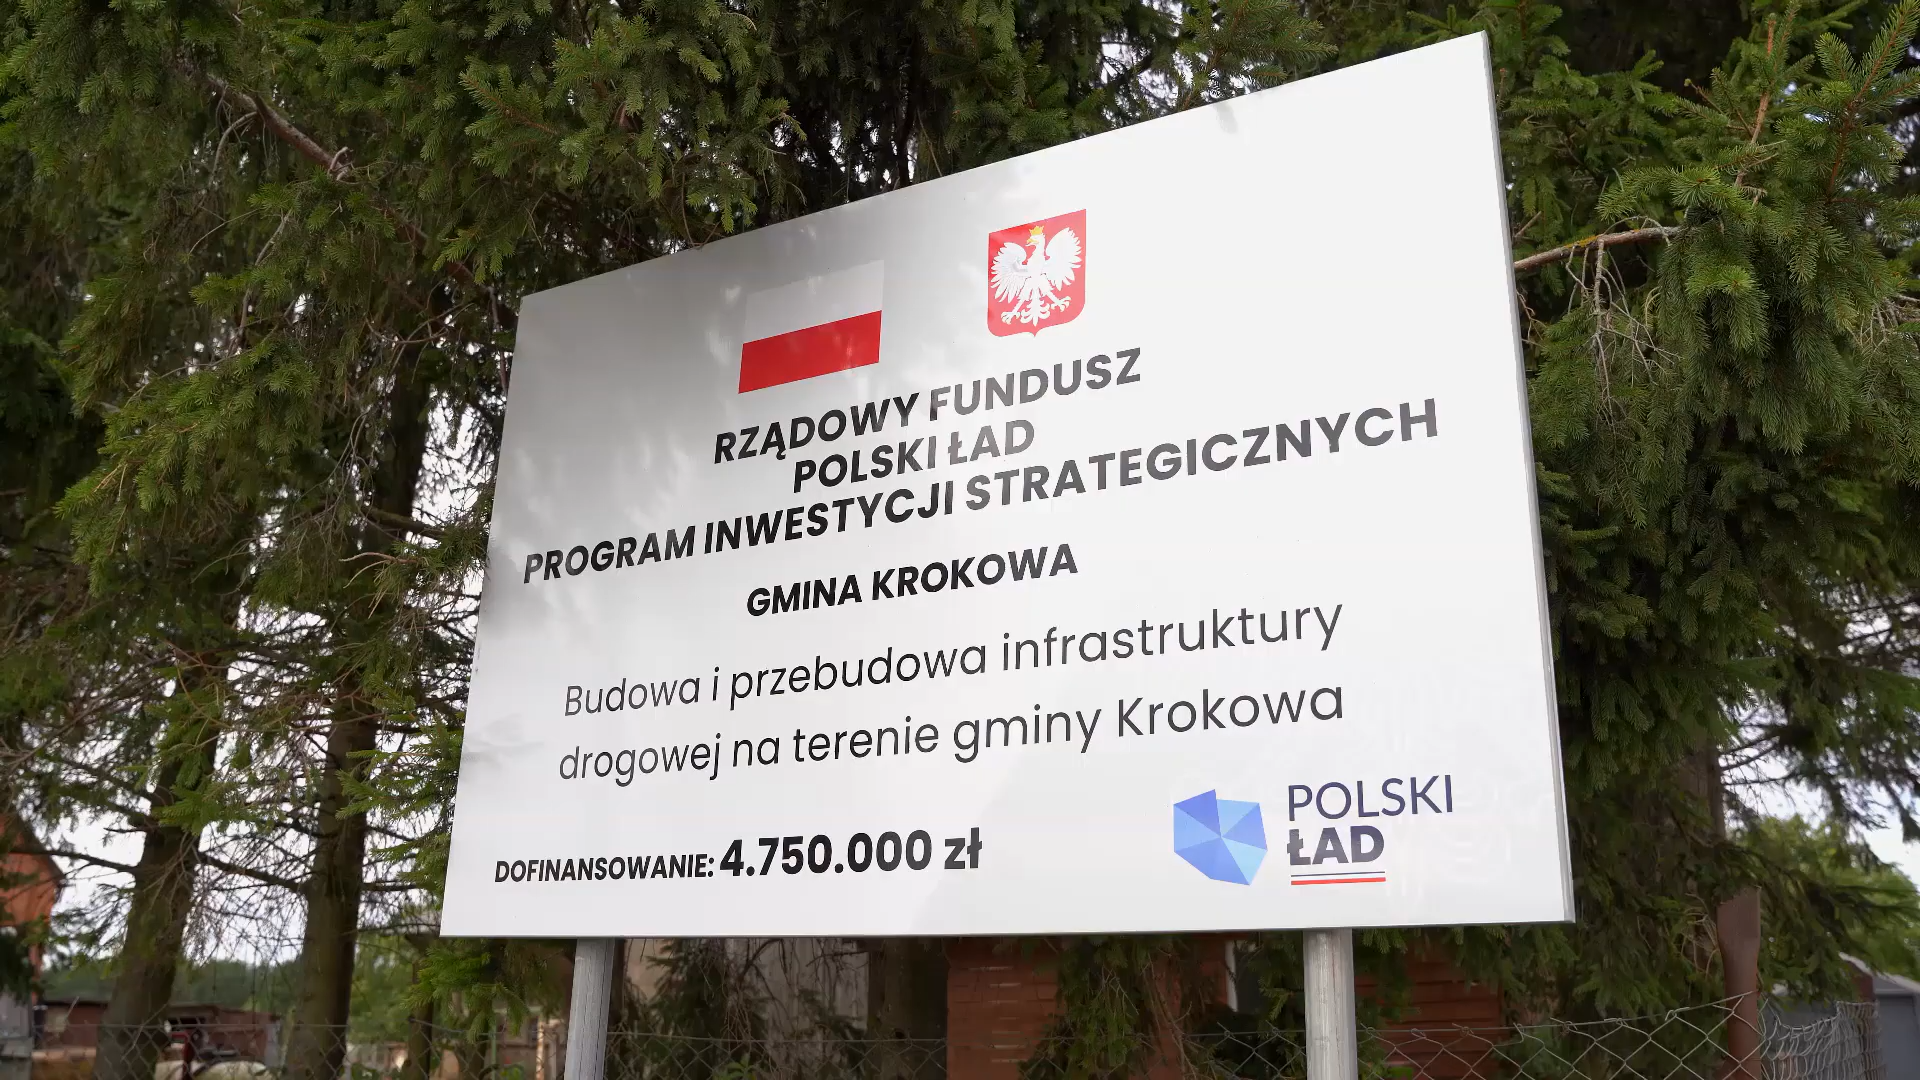 RZĄDOWY FUNDUSZ
POLSKI ŁAD
PROGRAM INWESTYCJI STRATEGICZNYCH
GMINA KROKOWA
Budowa i przebudowa infrastruktury
drogowej na terenie gminy Krokowa
DOFINANSOWANIE: 4.750.000 zł
POLSKI
ŁAD